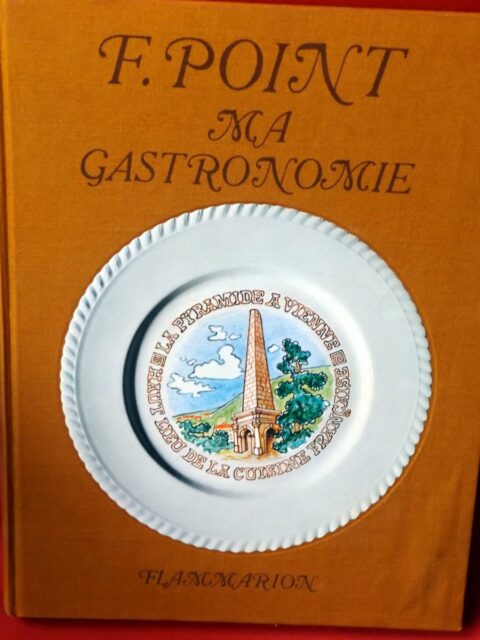 F. POINT
MA
GASTRONOMIE
LA PYRAMIDE A VIENNE
HAUT LIEU DE LA CUISINE FRANÇAISE
FLAMMARION